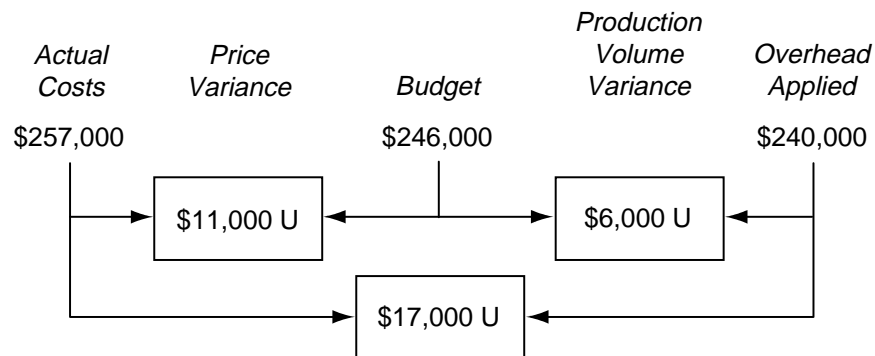 Actual
Costs
Price
Variance
Budget
Production
Volume
Variance
Overhead
Applied
$257,000
$246,000
$240,000
$11,000 U
$6,000 U
$17,000 U